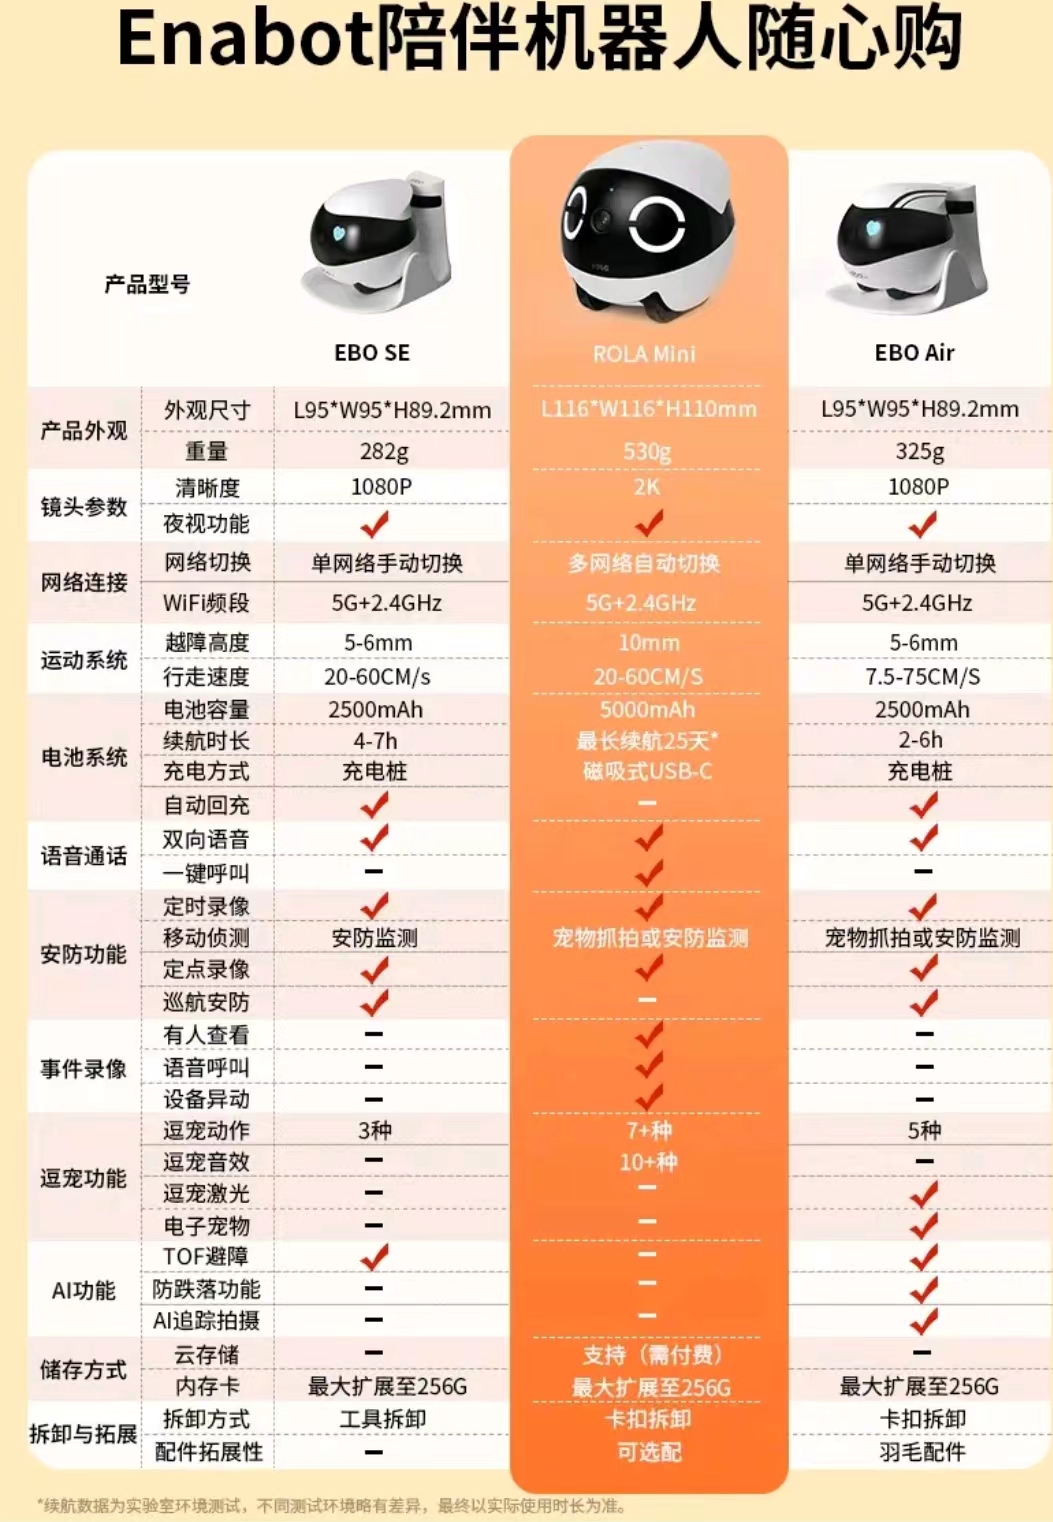 Enabot陪伴机器人随心购
产品型号
EBO SE
ROLA Mini
EBO Air
产品外观
外观尺寸 L95*W95*H89.2mm L116*W116*H110mm L95*W95*H89.2mm
重量 282g 530g 325g
镜头参数
清晰度 1080P 2K 1080P
夜视功能
网络连接
网络切换 单网络手动切换 多网络自动切换 单网络手动切换
WiFi频段 5G+2.4GHz 5G+2.4GHz 5G+2.4GHz
运动系统
越障高度 5-6mm 10mm 5-6mm
行走速度 20-60CM/s 20-60CM/S 7.5-75CM/S
电池系统
电池容量 2500mAh 5000mAh 2500mAh
续航时长 4-7h 最长续航25天* 2-6h
充电方式 充电桩 磁吸式USB-C 充电桩
自动回充 –
语音通话
双向语音
一键呼叫 – –
安防功能
定时录像
移动侦测 安防监测 宠物抓拍或安防监测 宠物抓拍或安防监测
定点录像
巡航安防 –
事件录像
有人查看 – –
语音呼叫 – –
设备异动 – –
逗宠功能
逗宠动作 3种 7+种 5种
逗宠音效 – 10+种 –
逗宠激光 – –
电子宠物 – –
AI功能
TOF避障 –
防跌落功能 – –
AI追踪拍摄 – –
储存方式
云存储 – 支持（需付费） –
内存卡 最大扩展至256G 最大扩展至256G 最大扩展至256G
拆卸与拓展
拆卸方式 工具拆卸 卡扣拆卸 卡扣拆卸
配件拓展性 – 可选配 羽毛配件
*续航数据为实验室环境测试，不同测试环境略有差异，最终以实际使用时长为准。